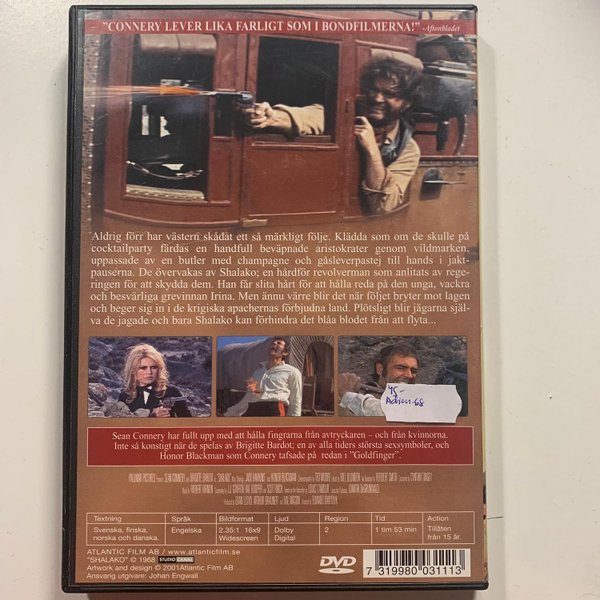 "CONNERY LEVER LIKA FARLIGT SOM I BONDFILMERNA!" -Aftonbladet
Aldrig förr har västern skådat ett så märkligt följe. Klädda som om de skulle på
cocktailparty färdas en handfull beväpnade aristokrater genom vildmarken,
uppassade av en butler med champagne och gåsleverpastej till hands i jakt-
pauserna. De övervakas av Shalako; en hårdför revolverman som anlitats av rege-
ringen för att skydda dem. Han får slita hårt för att hålla reda på den unga, vackra
och besvärliga grevinnan Irina. Men ännu värre blir det när följet bryter mot lagen
och beger sig in i de krigiska apachernas förbjudna land. Plötsligt blir jägarna själ-
va de jagade och bara Shalako kan förhindra det blåa blodet från att flyta...
45-
Sean Connery har fullt upp med att hålla fingrarna från avtryckaren – och från kvinnorna.
Inte så konstigt när de spelas av Brigitte Bardot; en av alla tiders största sexsymboler, och
Honor Blackman som Connery tafsade på redan i "Goldfinger".
Textning Språk Bildformat Ljud Region Tid Action
Svenska, finska, Engelska 2.35:1 16x9 Dolby 2 1 tim 53 min Tillåten
norska och danska. Widescreen Digital från 15 år.
ATLANTIC FILM AB / www.atlanticfilm.se
"SHALAKO" © 1968 STUDIO CANAL
Artwork and design © 2001Atlantic Film AB
Ansvarig utgivare: Johan Engwall
DVD
VIDEO
7 319980 031113